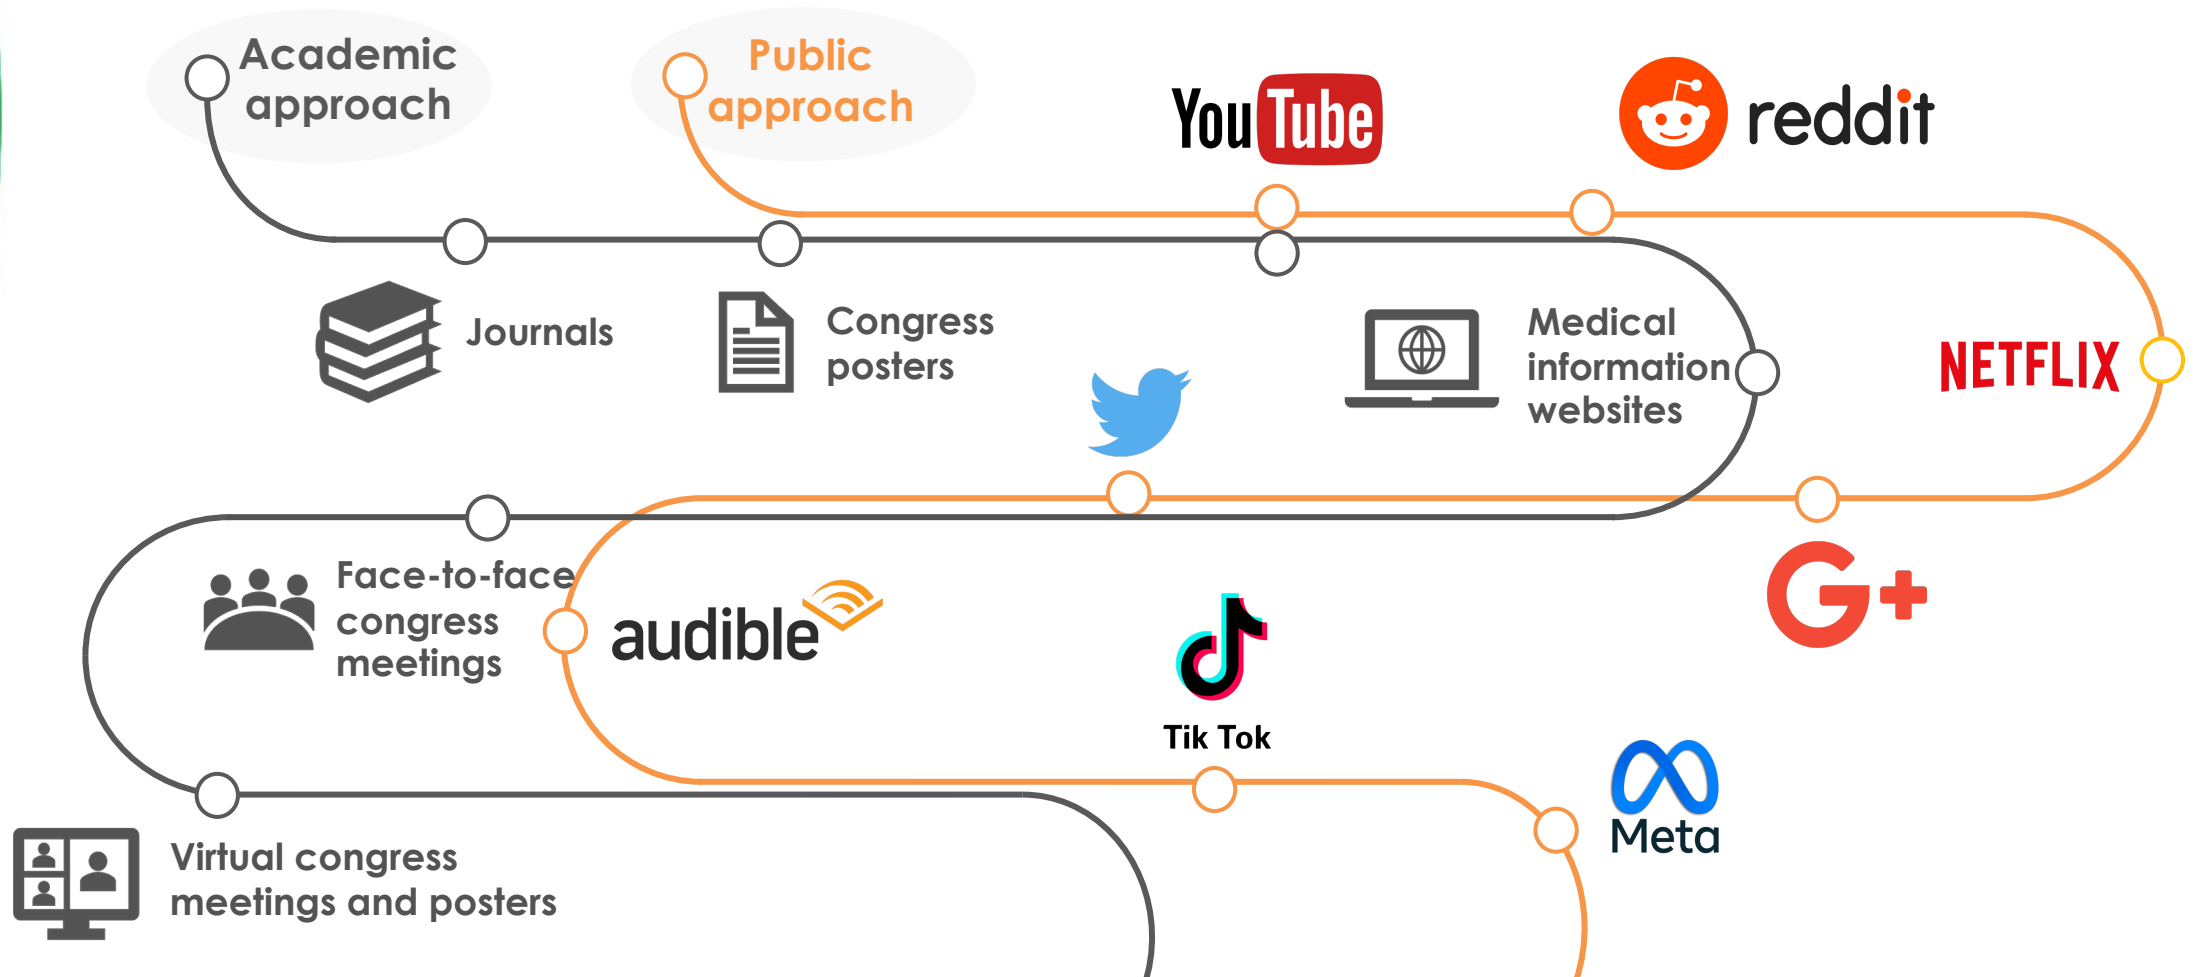 Academic
approach
Public
approach
YouTube
reddit
Journals
Congress
posters
Medical
information
websites
NETFLIX
Face-to-face
congress
meetings
audible
G+
Tik Tok
Meta
Virtual congress
meetings and posters